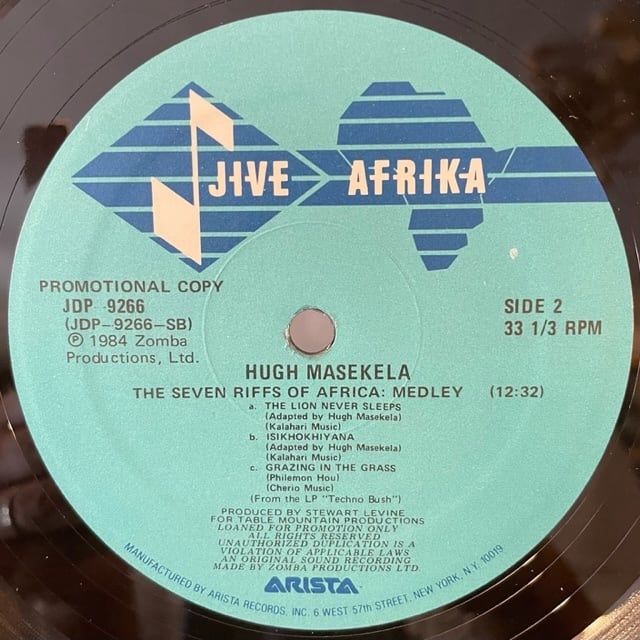 JIVE AFRIKA
PROMOTIONAL COPY
JDP-9266
(JDP-9266-SB)
℗ 1984 Zomba
Productions, Ltd.
SIDE 2
33 1/3 RPM
HUGH MASEKELA
THE SEVEN RIFFS OF AFRICA: MEDLEY (12:32)
a. THE LION NEVER SLEEPS
(Adapted by Hugh Masekela)
(Kalahari Music)
b. ISIKHOKHIYANA
(Adapted by Hugh Masekela)
(Kalahari Music)
c. GRAZING IN THE GRASS
(Philemon Hou)
(Cherio Music)
(From the LP "Techno Bush")
PRODUCED BY STEWART LEVINE
FOR TABLE MOUNTAIN PRODUCTIONS
LOANED FOR PROMOTION ONLY
ALL RIGHTS RESERVED
UNAUTHORIZED DUPLICATION IS A
VIOLATION OF APPLICABLE LAWS
AN ORIGINAL SOUND RECORDING
MADE BY ZOMBA PRODUCTIONS LTD.
ARISTA
MANUFACTURED BY ARISTA RECORDS, INC. 6 WEST 57th STREET, NEW YORK, N.Y. 10019